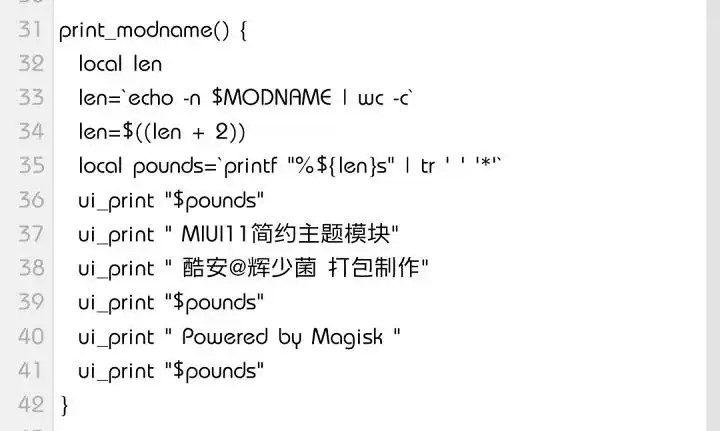 31 print_modname() {
32 local len
33 len=`echo -n $MODNAME | wc -c`
34 len=$((len + 2))
35 local pounds=`printf "%${len}s" | tr ' ' '*'`
36 ui_print "$pounds"
37 ui_print " MIUI11简约主题模块"
38 ui_print " 酷安@辉少菌 打包制作"
39 ui_print "$pounds"
40 ui_print " Powered by Magisk "
41 ui_print "$pounds"
42 }